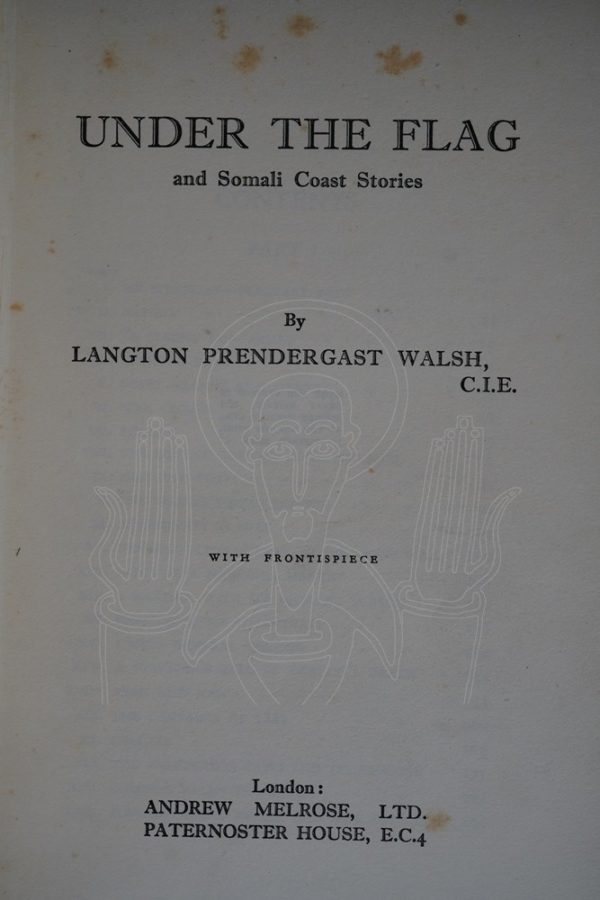 UNDER THE FLAG
and Somali Coast Stories
By
LANGTON PRENDERGAST WALSH,
C.I.E.
WITH FRONTISPIECE
London:
ANDREW MELROSE, LTD.
PATERNOSTER HOUSE, E.C.4